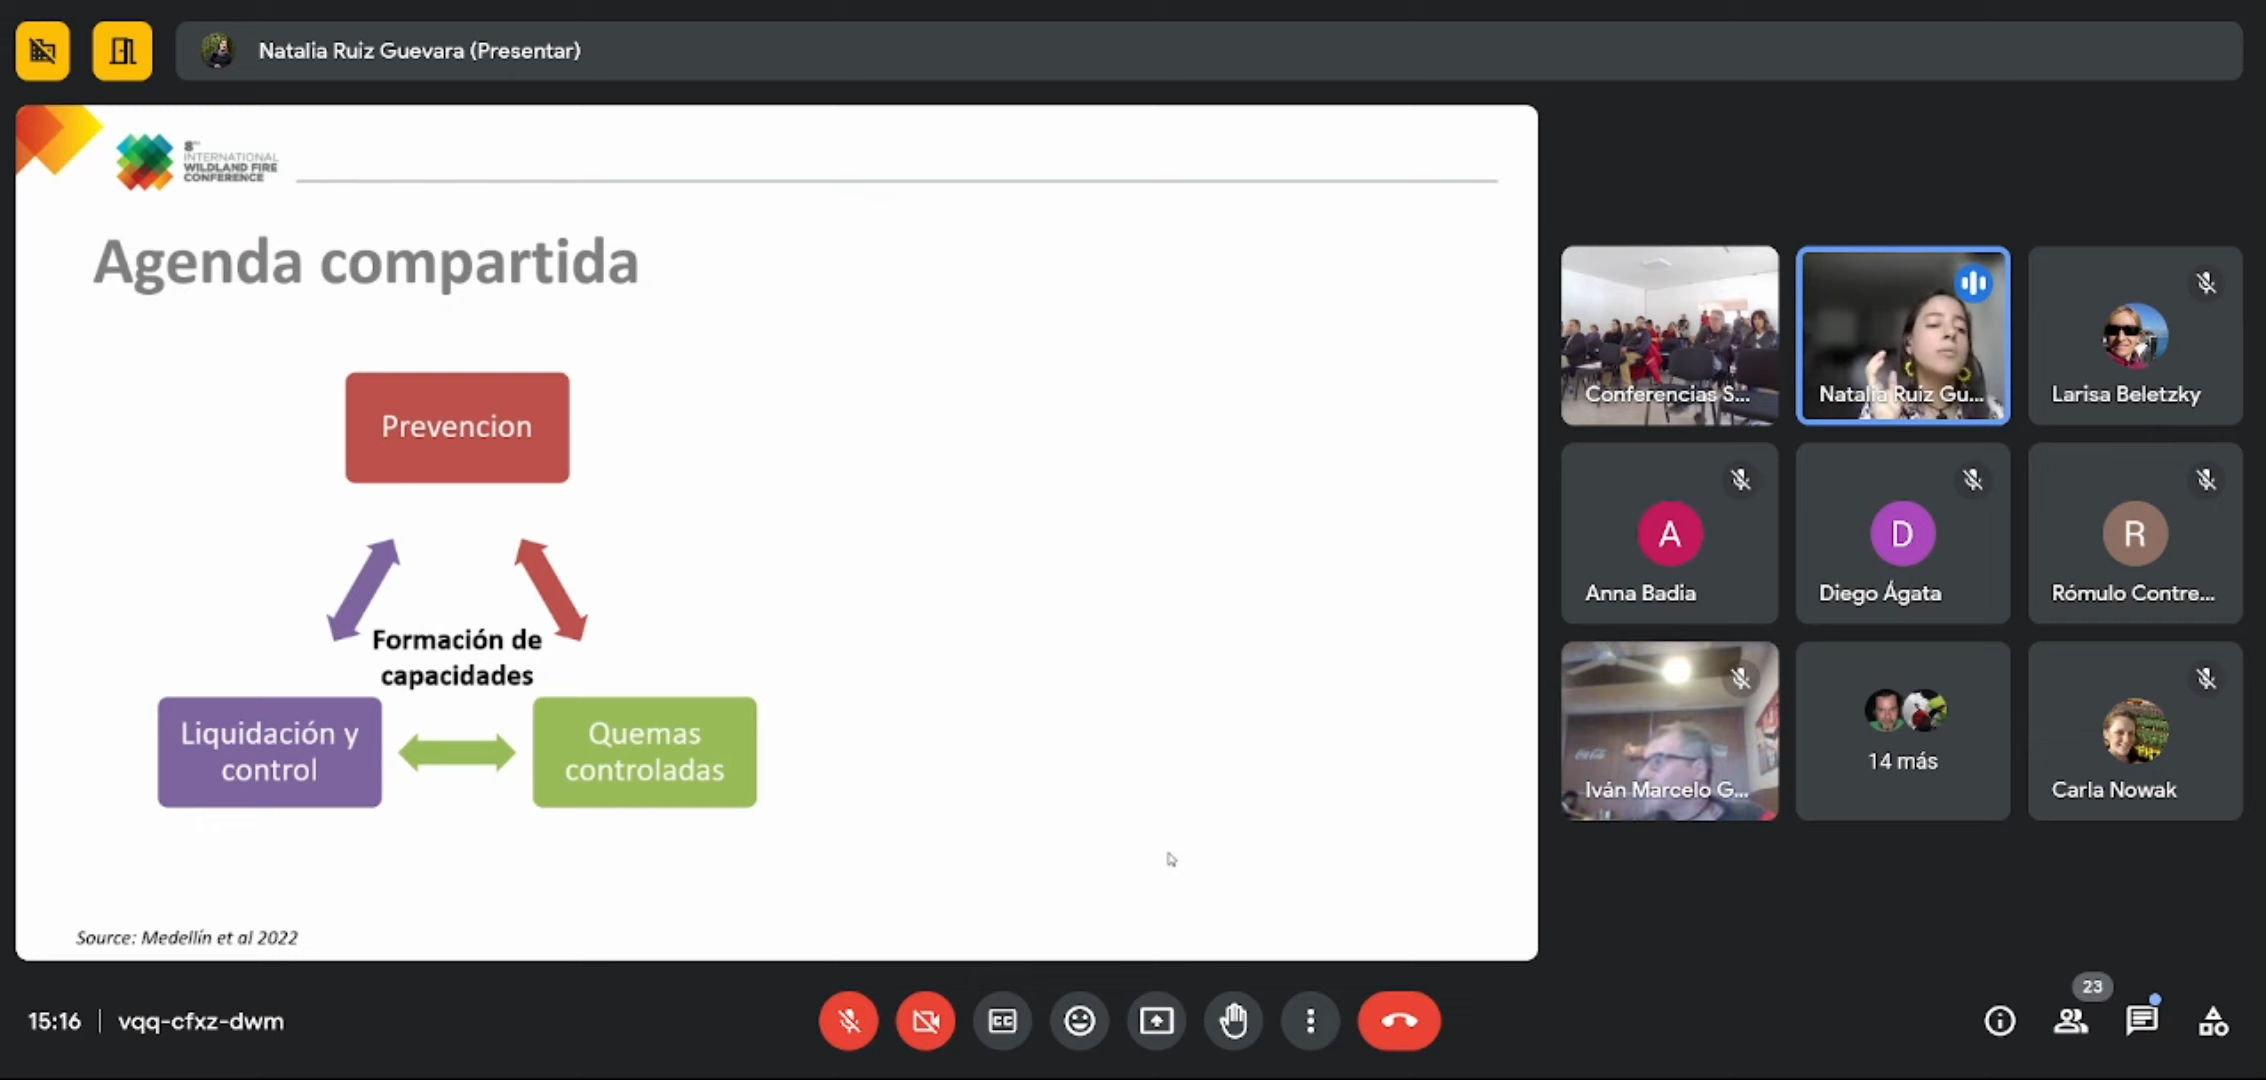 Natalia Ruiz Guevara (Presentar)
8TH
INTERNATIONAL
WILDLAND FIRE
CONFERENCE
Agenda compartida
Prevencion
Formación de
capacidades
Liquidación y
control
Quemas
controladas
Source: Medellín et al 2022
Conferencias S...
Natalia Ruiz Gu...
Larisa Beletzky
A
Anna Badia
D
Diego Ágata
R
Rómulo Contre...
Iván Marcelo G...
14 más
Carla Nowak
15:16 | vqq-cfxz-dwm
CC
23